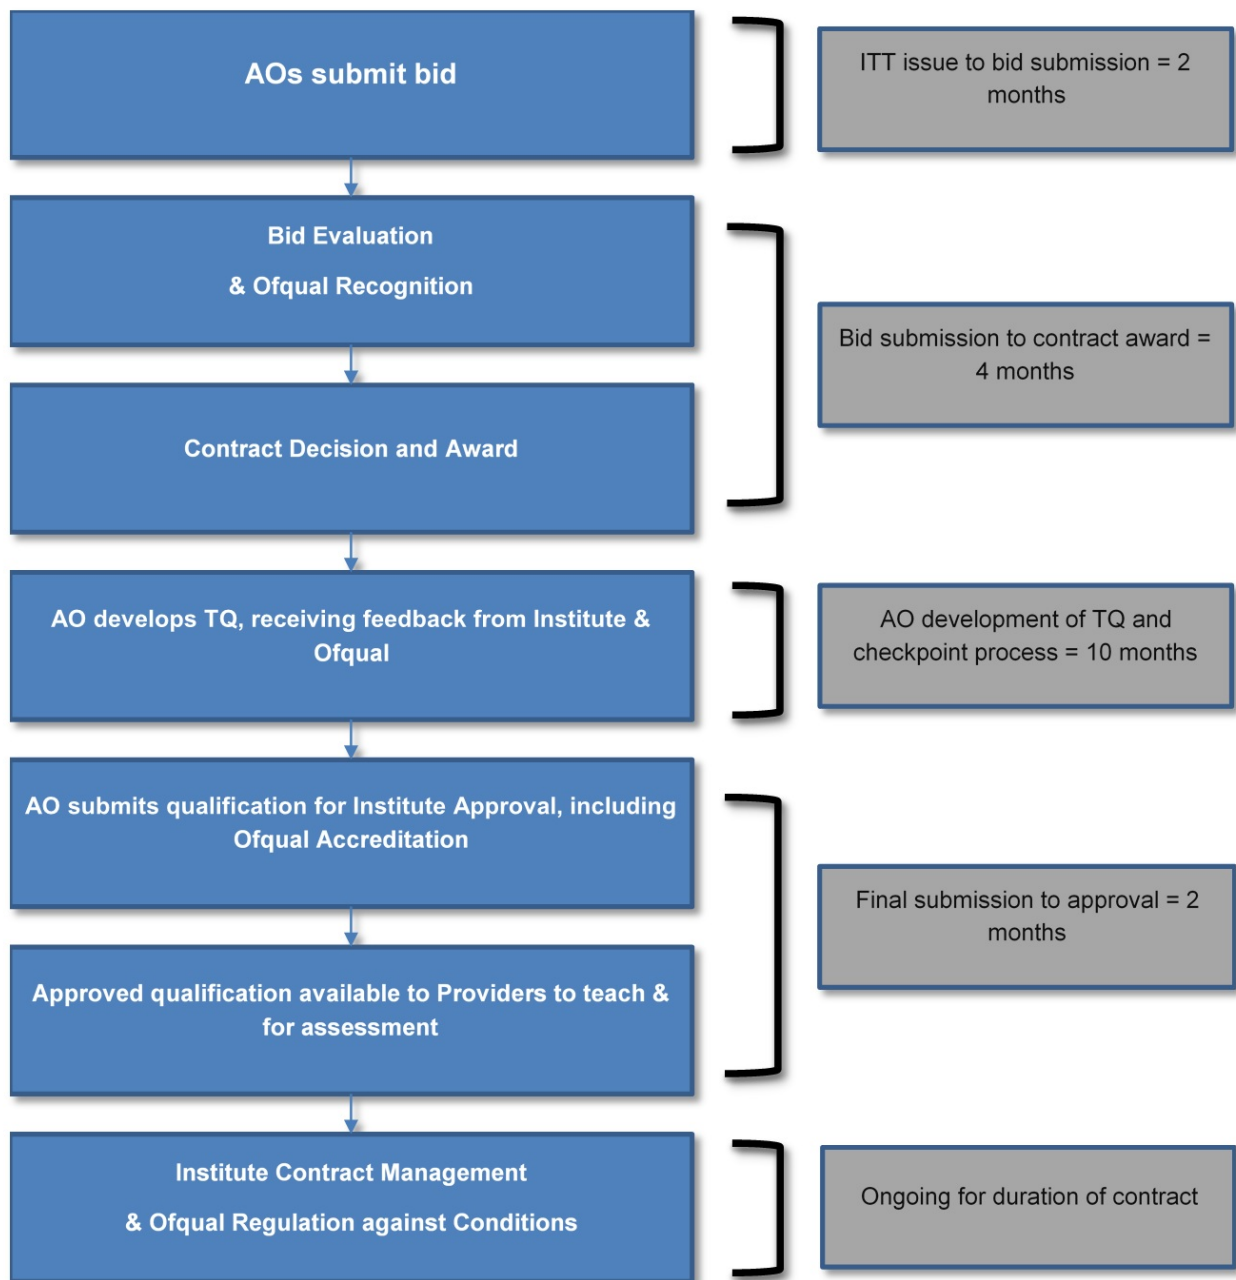 AOs submit bid
ITT issue to bid submission = 2
months
Bid Evaluation
& Ofqual Recognition
Bid submission to contract award =
4 months
Contract Decision and Award
AO develops TQ, receiving feedback from Institute &
Ofqual
AO development of TQ and
checkpoint process = 10 months
AO submits qualification for Institute Approval, including
Ofqual Accreditation
Final submission to approval = 2
months
Approved qualification available to Providers to teach &
for assessment
Institute Contract Management
& Ofqual Regulation against Conditions
Ongoing for duration of contract